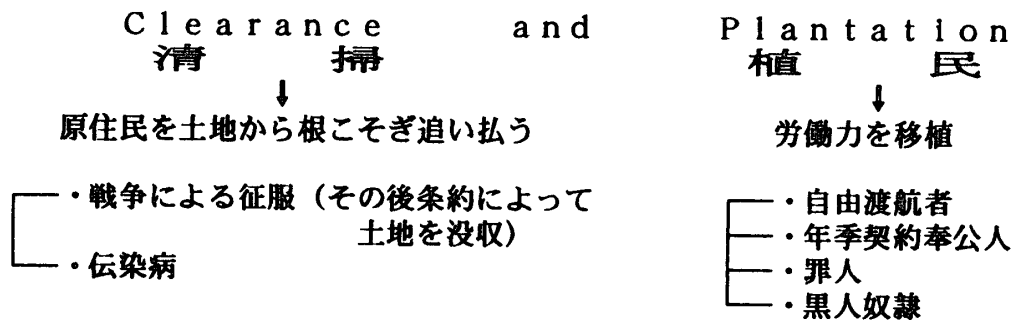 Clearance and Plantation
清掃 植民
↓ ↓
原住民を土地から根こそぎ追い払う
労働力を移植
・戦争による征服（その後条約によって
土地を没収）
・伝染病
・自由渡航者
・年季契約奉公人
・罪人
・黒人奴隷